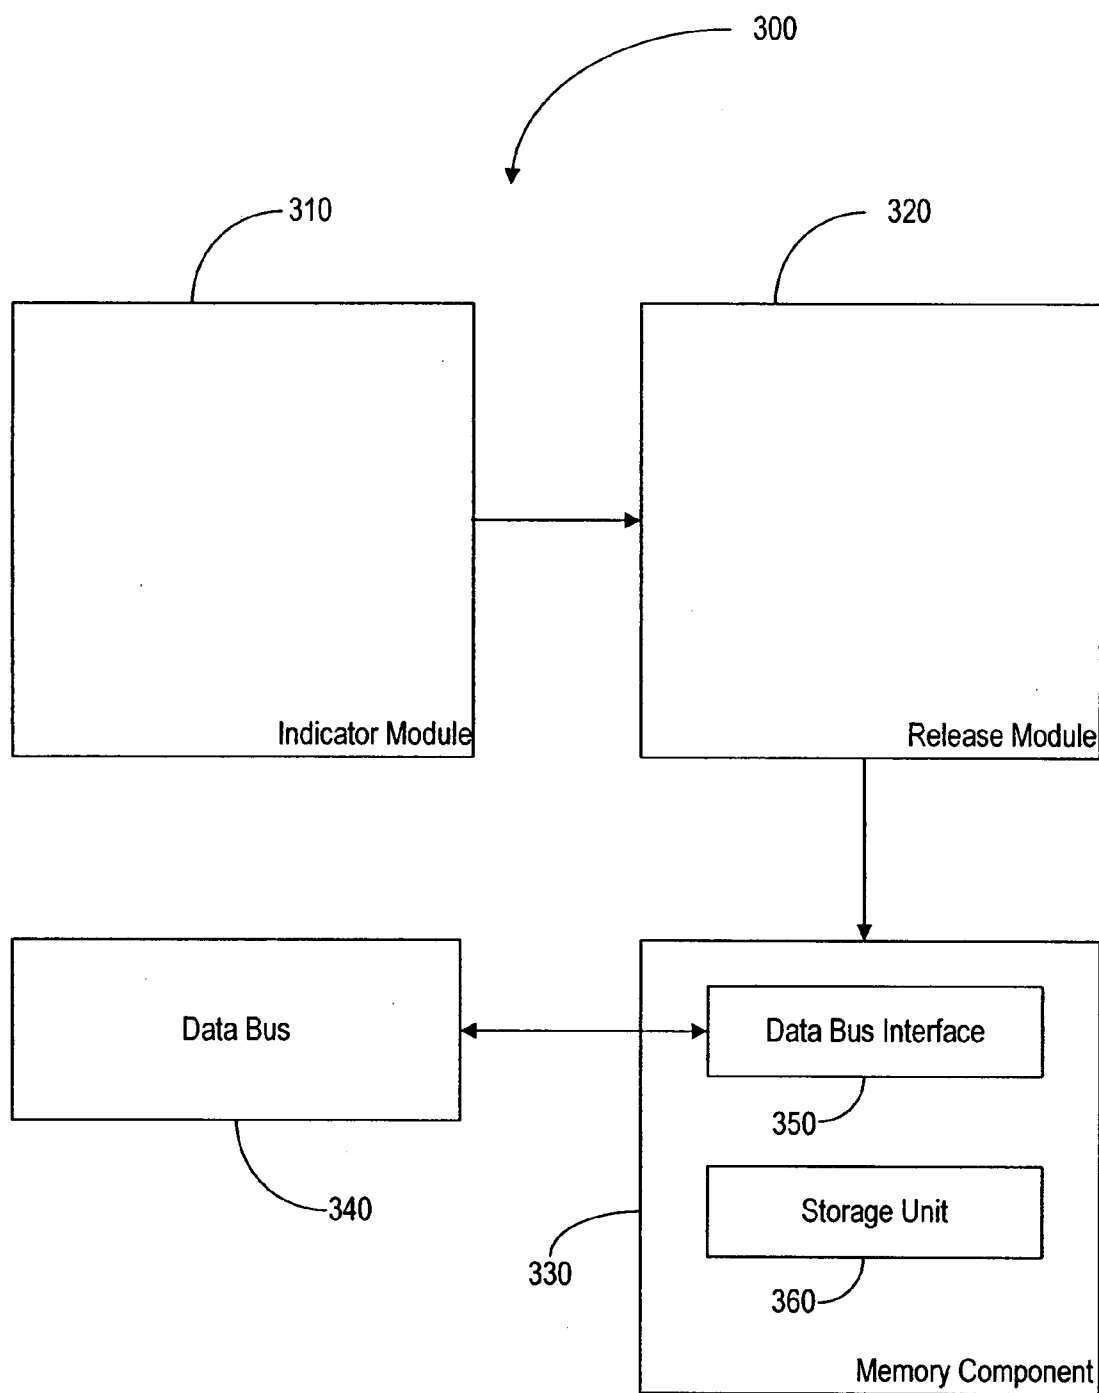 300
310
320
Indicator Module
Release Module
Data Bus
Data Bus Interface
350
340
Storage Unit
330
360
Memory Component